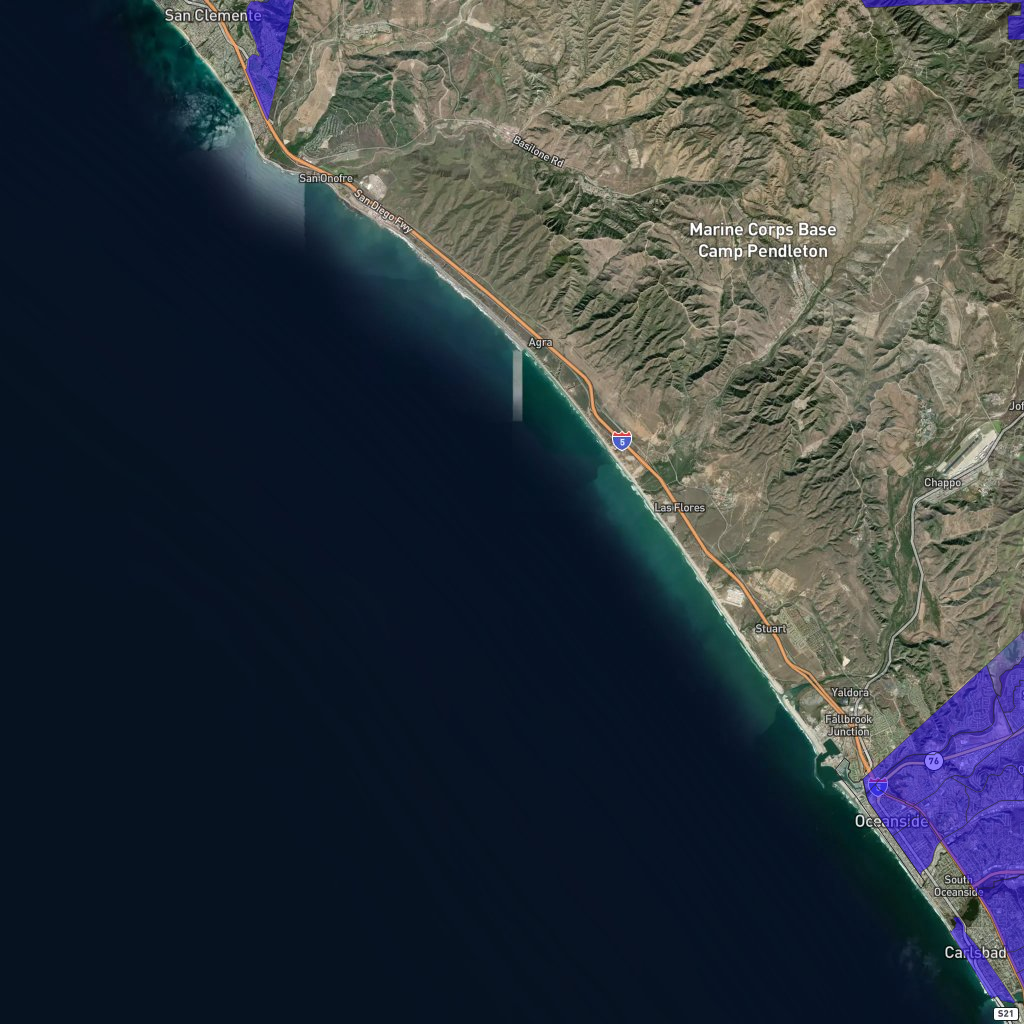 San Clemente
Basilone Rd
San Onofre
San Diego Fwy
Marine Corps Base
Camp Pendleton
Agra
5
Chappo
Las Flores
Stuart
Yaldora
Fallbrook
Junction
76
5
Oceanside
South
Oceanside
Carlsbad
S21